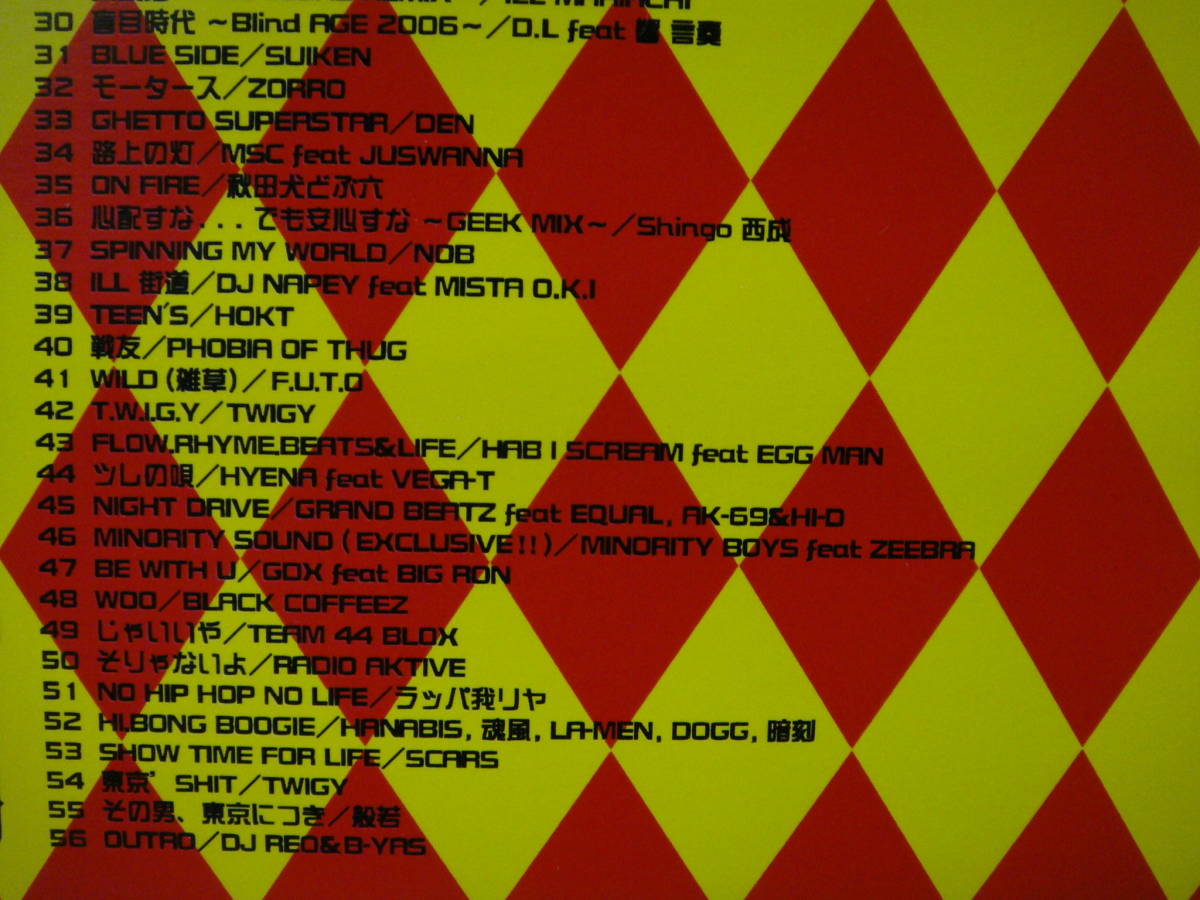 30 盲目時代 ～Blind AGE 2006～／D.L feat 言奏
31 BLUE SIDE／SUIKEN
32 モータース／ZORRO
33 GHETTO SUPERSTAR／DEN
34 路上の灯／MSC feat JUSWANNA
35 ON FIRE／秋田犬どぶ六
36 心配すな...でも安心すな ～GEEK MIX～／Shingo 西成
37 SPINNING MY WORLD／NOB
38 ILL 街道／DJ NAPEY feat MISTA O.K.I
39 TEEN'S／HOKT
40 戦友／PHOBIA OF THUG
41 WILD (雑草)／F.U.T.O
42 T.W.I.G.Y／TWIGY
43 FLOW.RHYME.BEATS&LIFE／HAB I SCREAM feat EGG MAN
44 ツレの唄／HYENA feat VEGA-T
45 NIGHT DRIVE／GRAND BEATZ feat EQUAL, AK-69&HI-D
46 MINORITY SOUND (EXCLUSIVE!!)／MINORITY BOYS feat ZEEBRA
47 BE WITH U／GDX feat BIG RON
48 WOO／BLACK COFFEEZ
49 じゃいいや／TEAM 44 BLOX
50 そりゃないよ／RADIO AKTIVE
51 NO HIP HOP NO LIFE／ラッパ我リヤ
52 HI.BONG BOOGIE／HANABIS, 魂風, LA-MEN, DOGG, 暗刻
53 SHOW TIME FOR LIFE／SCARS
54 東京' SHIT／TWIGY
55 その男、東京につき／般若
56 OUTRO／DJ REO&B-YAS